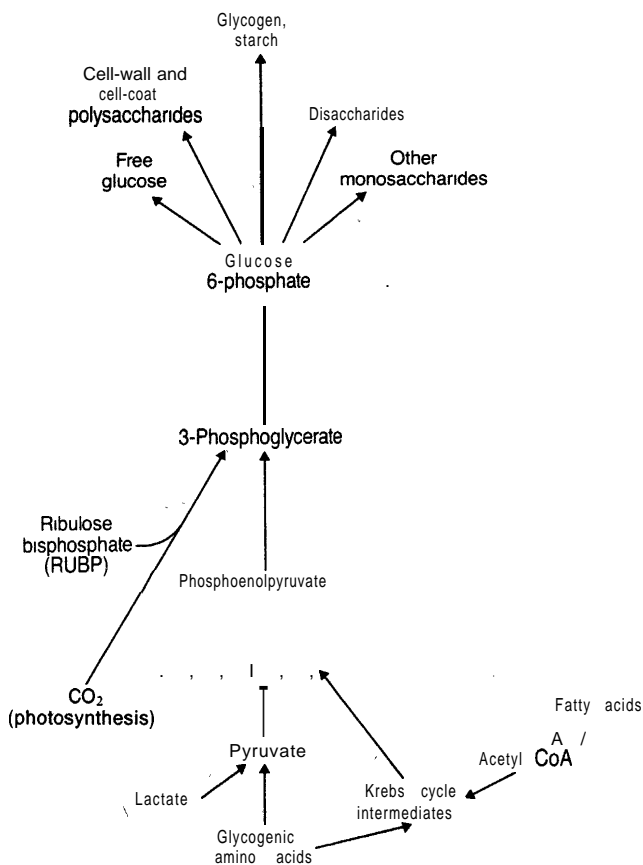 Glycogen,
starch
Cell-wall and
cell-coat
polysaccharides
Disaccharides
Free
glucose
Other
monosaccharides
Glucose
6-phosphate
3-Phosphoglycerate
Ribulose
bisphosphate
(RUBP)
Phosphoenolpyruvate
CO₂
(photosynthesis)
Fatty acids
Pyruvate
Acetyl CoA
Lactate
Krebs cycle
intermediates
Glycogenic
amino acids